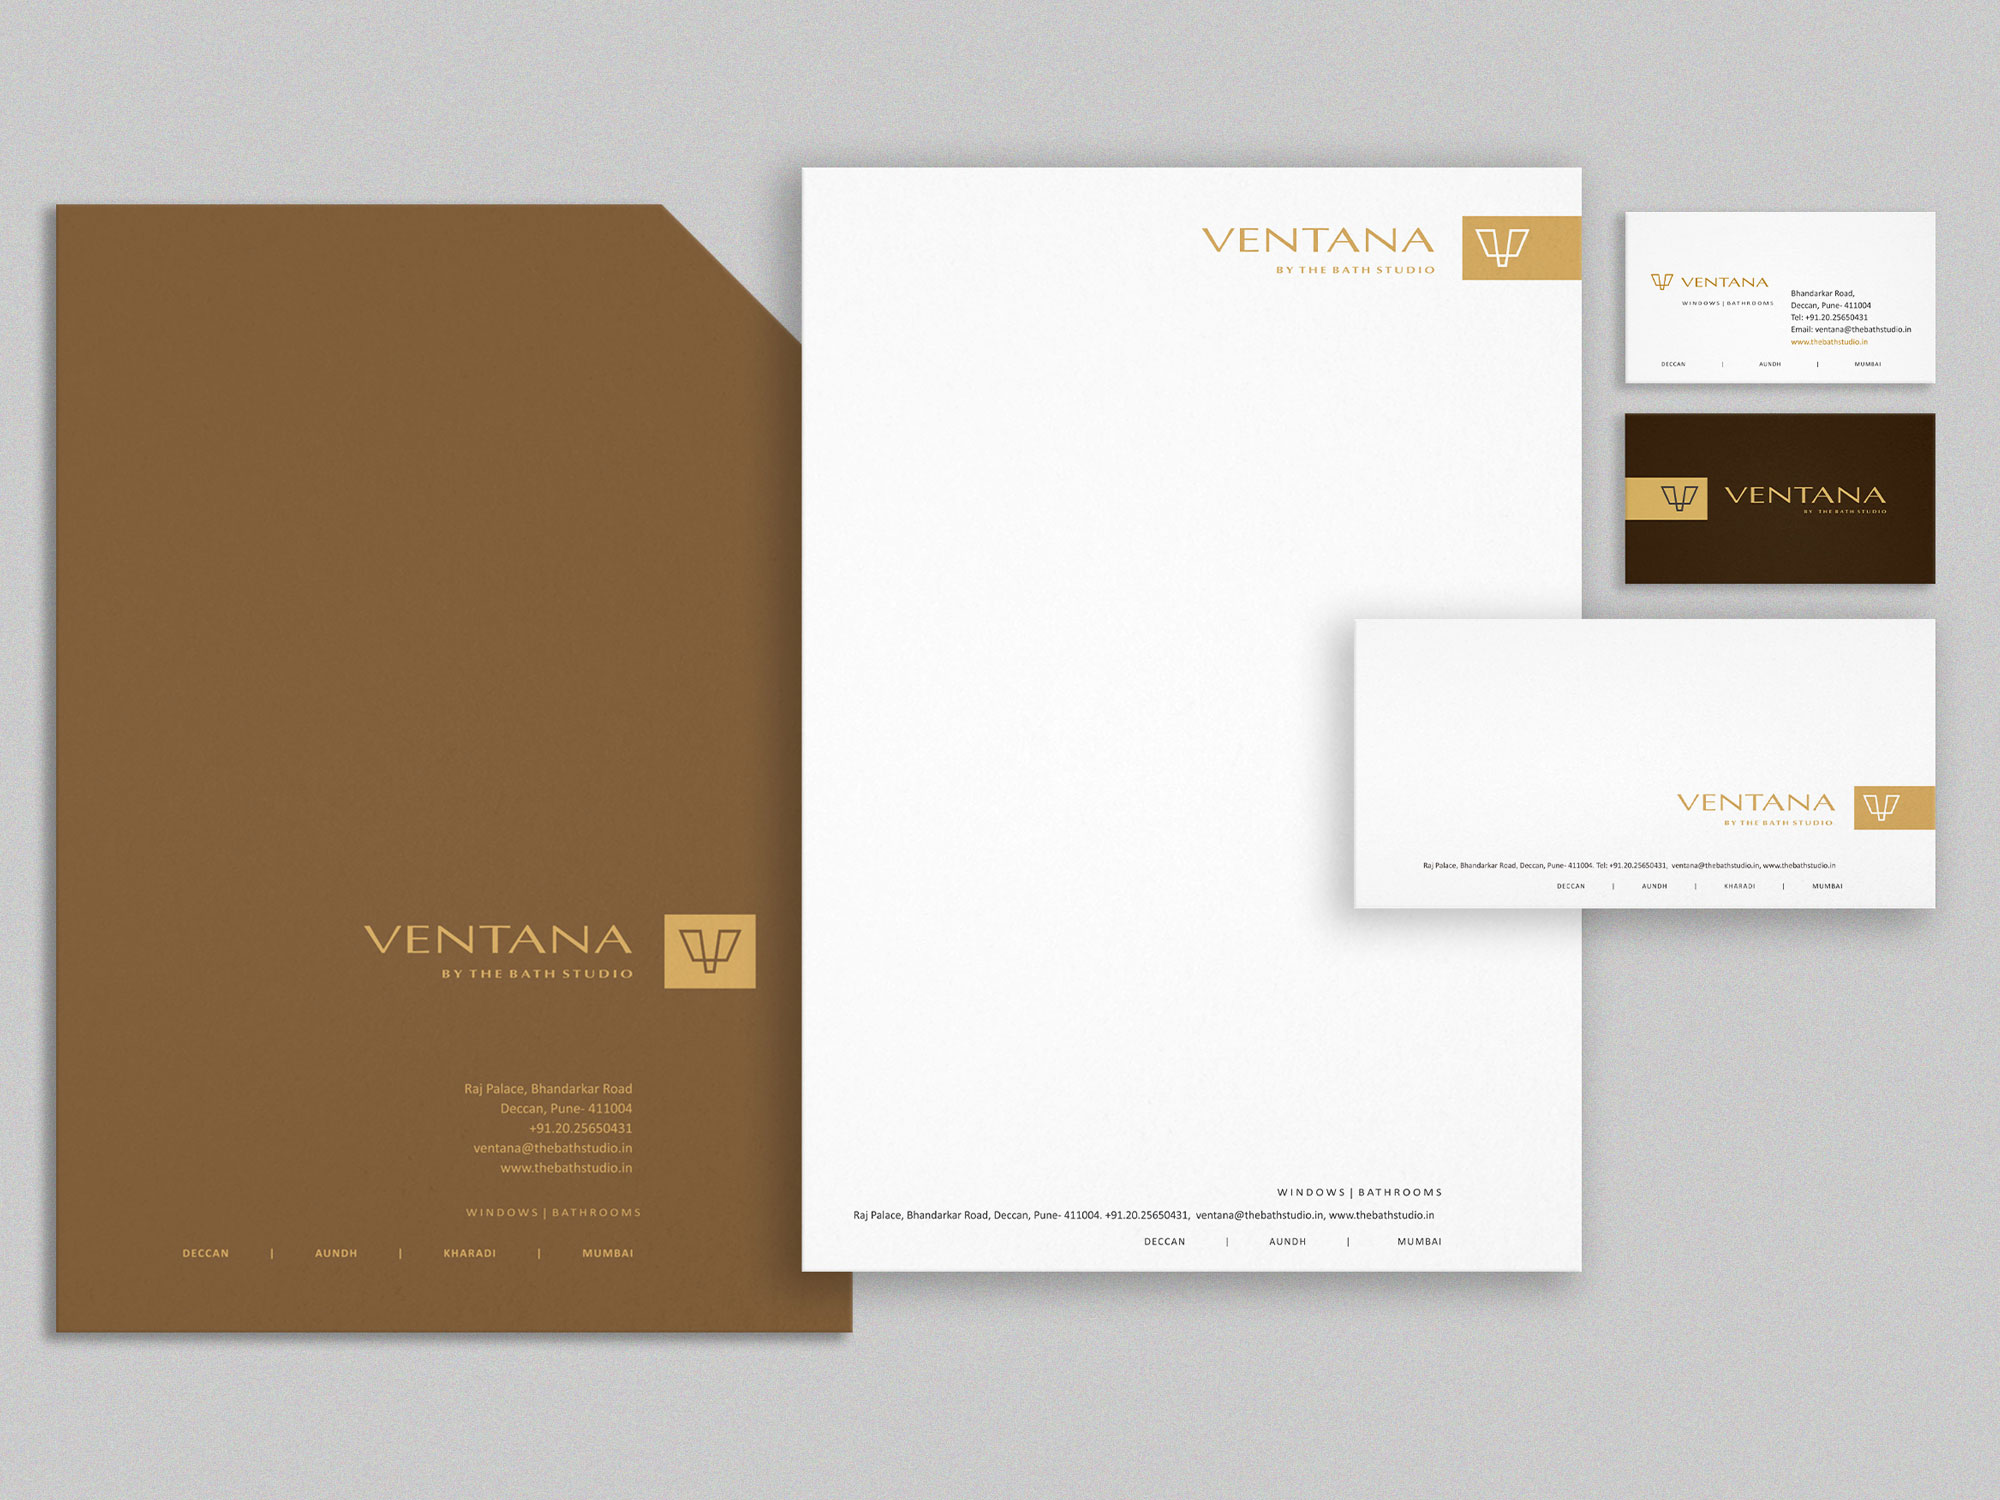 VENTANA
BY THE BATH STUDIO
Raj Palace, Bhandarkar Road
Deccan, Pune- 411004
+91.20.25650431
ventana@thebathstudio.in
www.thebathstudio.in
WINDOWS | BATHROOMS
DECCAN | AUNDH | KHARADI | MUMBAI
VENTANA
BY THE BATH STUDIO
WINDOWS | BATHROOMS
Raj Palace, Bhandarkar Road, Deccan, Pune- 411004. +91.20.25650431, ventana@thebathstudio.in, www.thebathstudio.in
DECCAN | AUNDH | MUMBAI
VENTANA
WINDOWS | BATHROOMS
Bhandarkar Road,
Deccan, Pune- 411004
Tel: +91.20.25650431
Email: ventana@thebathstudio.in
www.thebathstudio.in
DECCAN | AUNDH | MUMBAI
VENTANA
BY THE BATH STUDIO
VENTANA
BY THE BATH STUDIO
Raj Palace, Bhandarkar Road, Deccan, Pune- 411004. Tel: +91.20.25650431, ventana@thebathstudio.in, www.thebathstudio.in
DECCAN | AUNDH | KHARADI | MUMBAI